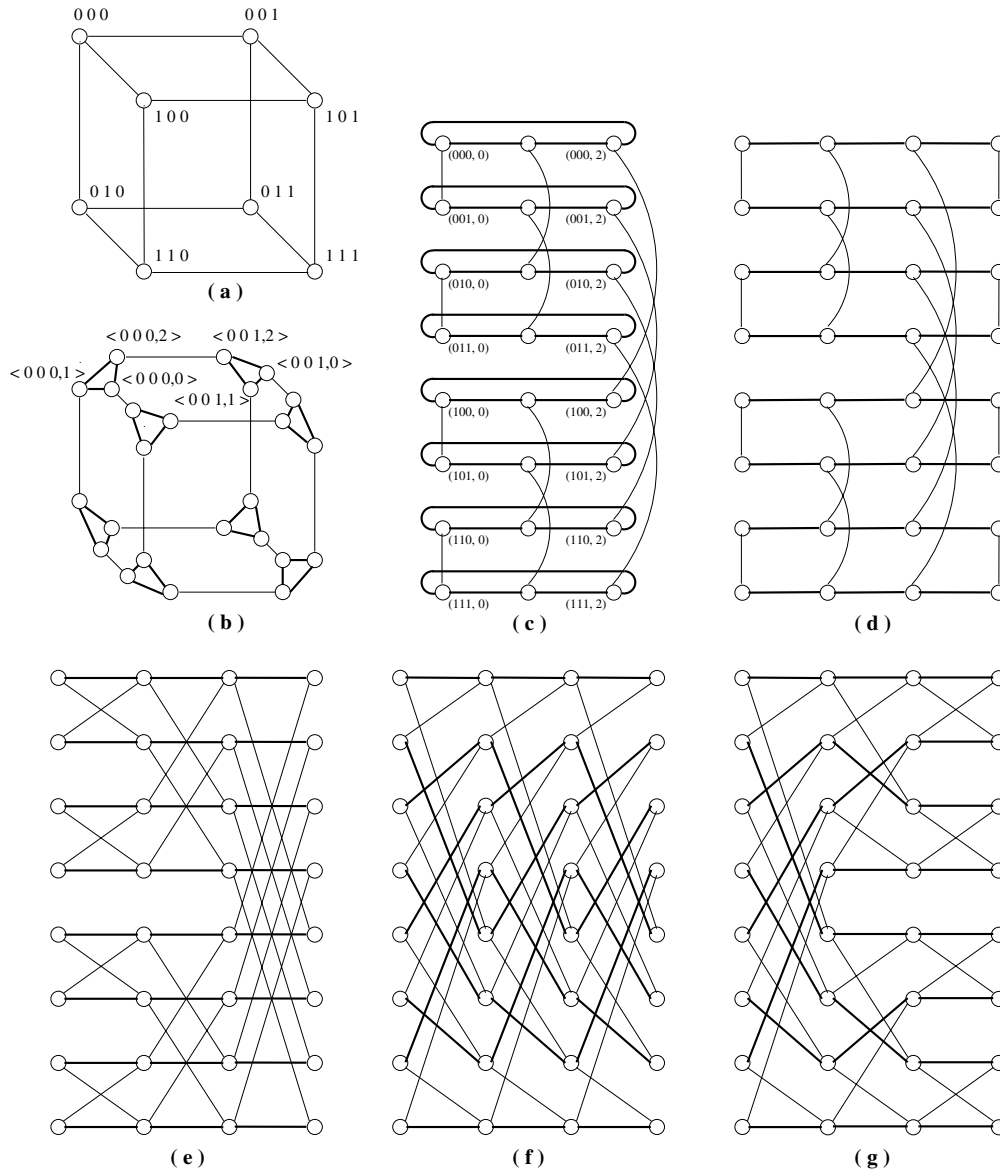 0 0 0
0 0 1
1 0 0
1 0 1
0 1 0
0 1 1
1 1 0
1 1 1
( a )
< 0 0 0,2 >
< 0 0 1,2 >
< 0 0 0,1 >
< 0 0 0,0 >
< 0 0 1,0 >
< 0 0 1,1 >
( b )
(000, 0)
(000, 2)
(001, 0)
(001, 2)
(010, 0)
(010, 2)
(011, 0)
(011, 2)
(100, 0)
(100, 2)
(101, 0)
(101, 2)
(110, 0)
(110, 2)
(111, 0)
(111, 2)
( c )
( d )
( e )
( f )
( g )